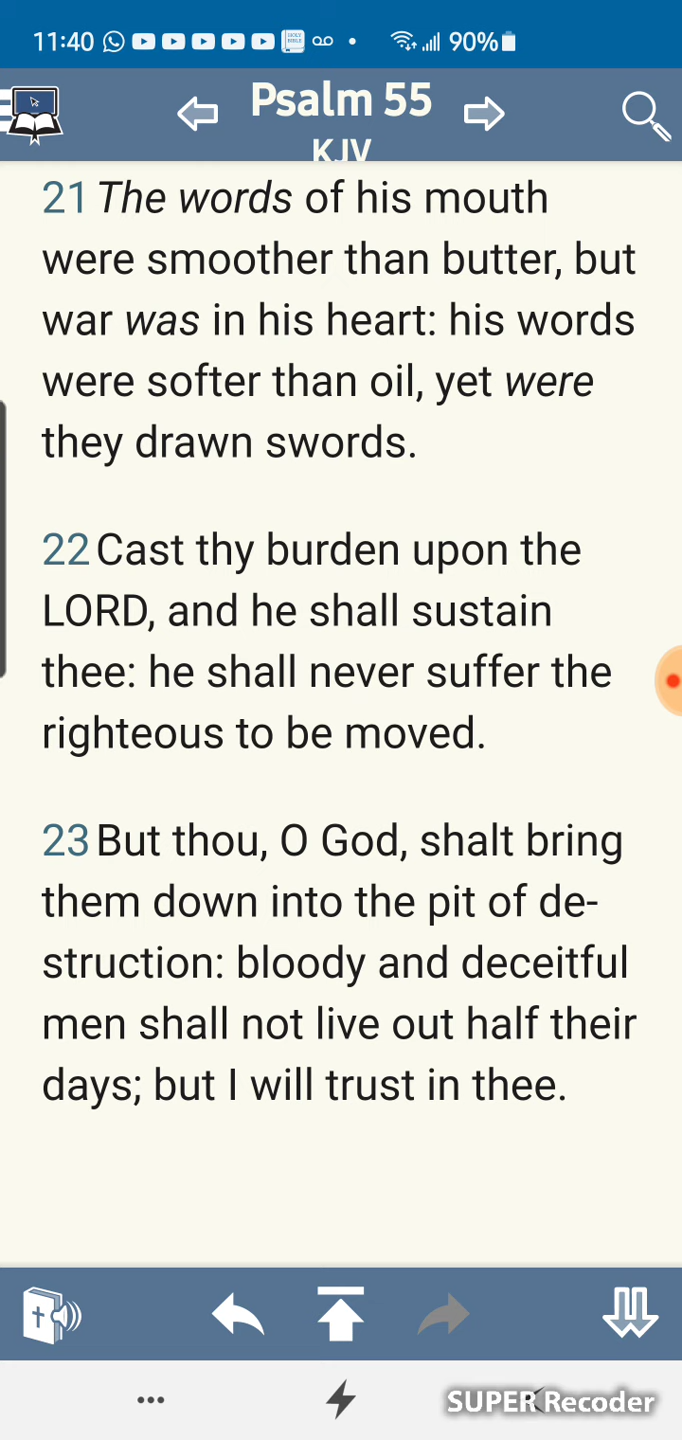 11:40 90%
Psalm 55
KJV
21 The words of his mouth
were smoother than butter, but
war was in his heart: his words
were softer than oil, yet were
they drawn swords.
22 Cast thy burden upon the
LORD, and he shall sustain
thee: he shall never suffer the
righteous to be moved.
23 But thou, O God, shalt bring
them down into the pit of de-
struction: bloody and deceitful
men shall not live out half their
days; but I will trust in thee.
SUPER Recoder